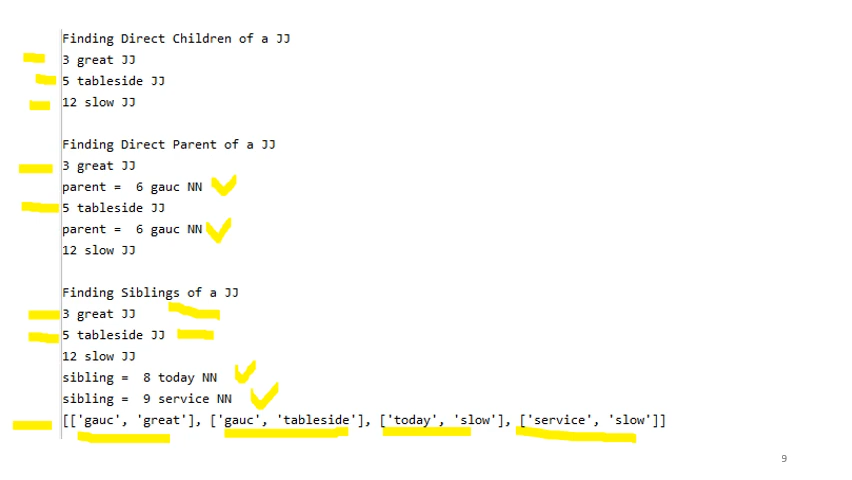 Finding Direct Children of a JJ
3 great JJ
5 tableside JJ
12 slow JJ
Finding Direct Parent of a JJ
3 great JJ
parent =  6 gauc NN
5 tableside JJ
parent =  6 gauc NN
12 slow JJ
Finding Siblings of a JJ
3 great JJ
5 tableside JJ
12 slow JJ
sibling =  8 today NN
sibling =  9 service NN
[['gauc', 'great'], ['gauc', 'tableside'], ['today', 'slow'], ['service', 'slow']]
9